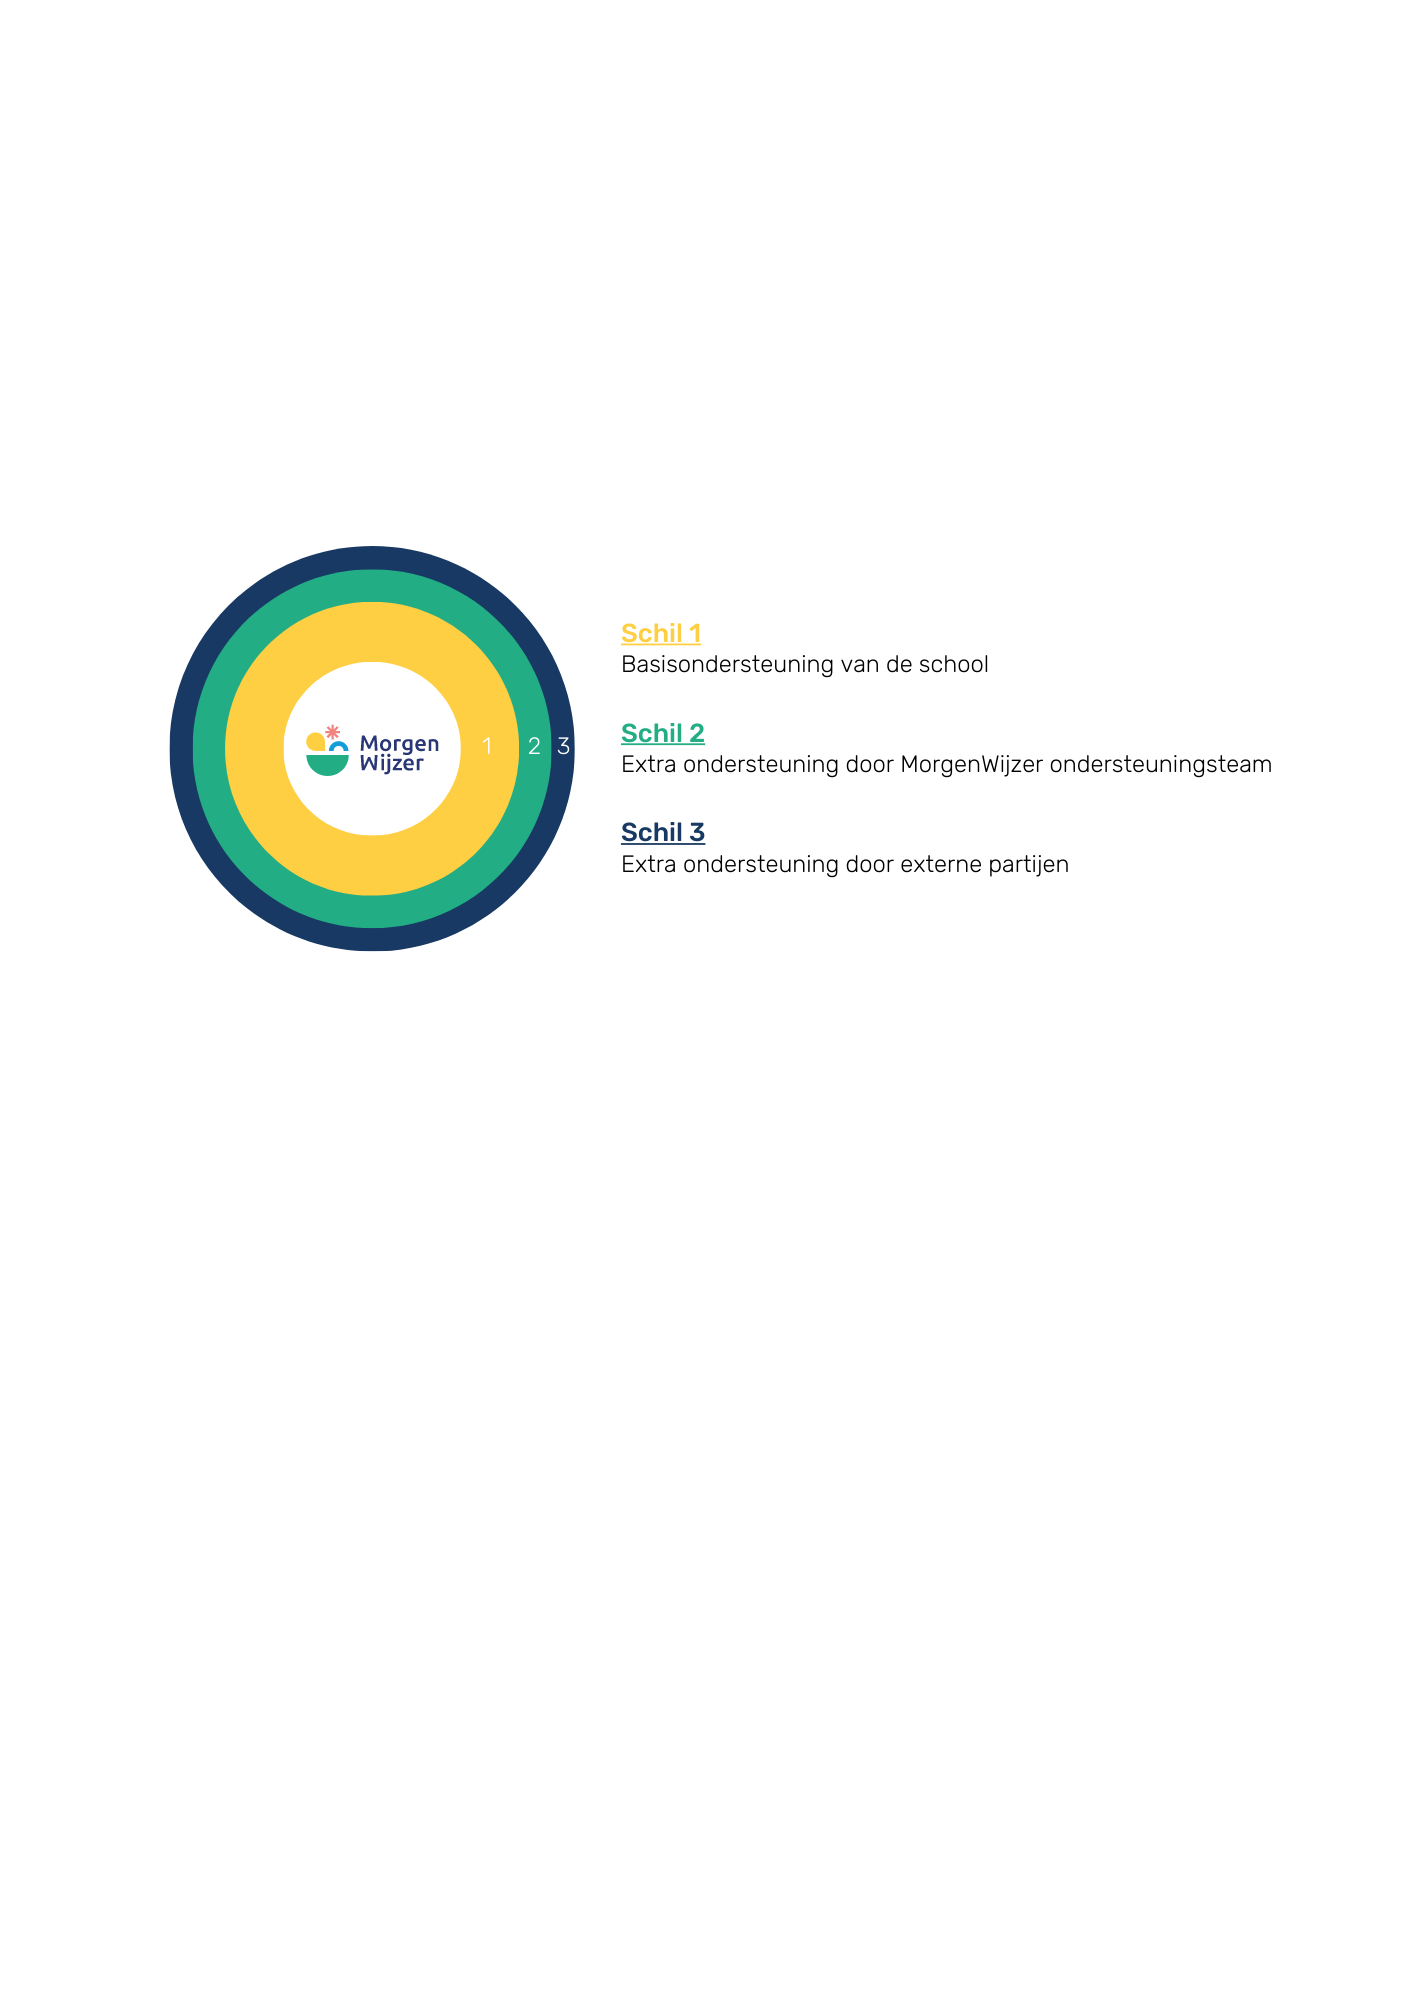 Morgen
Wijzer
1 2 3
Schil 1
Basisondersteuning van de school
Schil 2
Extra ondersteuning door MorgenWijzer ondersteuningsteam
Schil 3
Extra ondersteuning door externe partijen